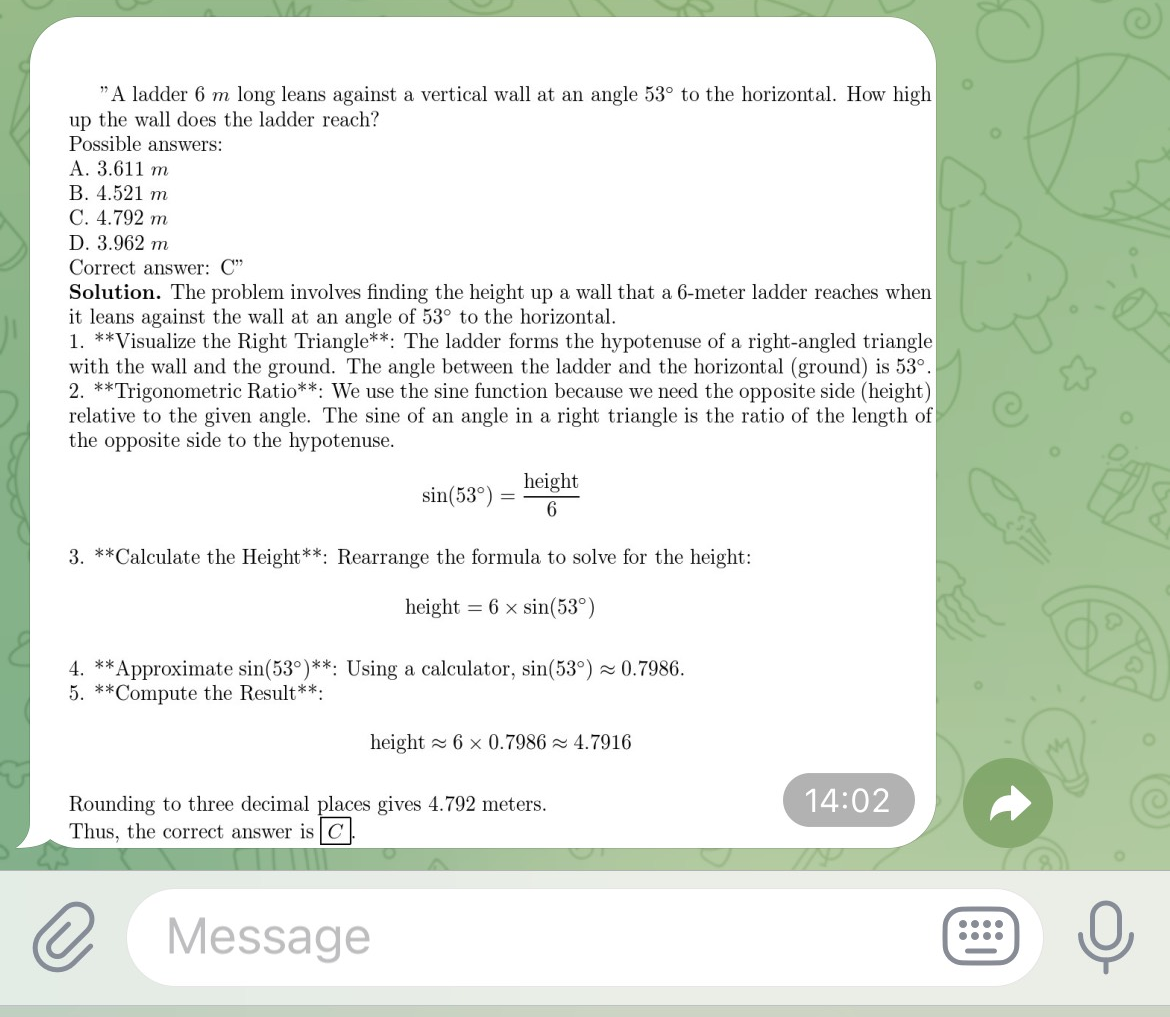 ”A ladder 6 m long leans against a vertical wall at an angle 53° to the horizontal. How high
up the wall does the ladder reach?
Possible answers:
A. 3.611 m
B. 4.521 m
C. 4.792 m
D. 3.962 m
Correct answer: C”
Solution. The problem involves finding the height up a wall that a 6-meter ladder reaches when
it leans against the wall at an angle of 53° to the horizontal.
1. **Visualize the Right Triangle**: The ladder forms the hypotenuse of a right-angled triangle
with the wall and the ground. The angle between the ladder and the horizontal (ground) is 53°.
2. **Trigonometric Ratio**: We use the sine function because we need the opposite side (height)
relative to the given angle. The sine of an angle in a right triangle is the ratio of the length of
the opposite side to the hypotenuse.
sin(53°) = height/6
3. **Calculate the Height**: Rearrange the formula to solve for the height:
height = 6 × sin(53°)
4. **Approximate sin(53°)**: Using a calculator, sin(53°) ≈ 0.7986.
5. **Compute the Result**:
height ≈ 6 × 0.7986 ≈ 4.7916
Rounding to three decimal places gives 4.792 meters.
Thus, the correct answer is C.
14:02
Message